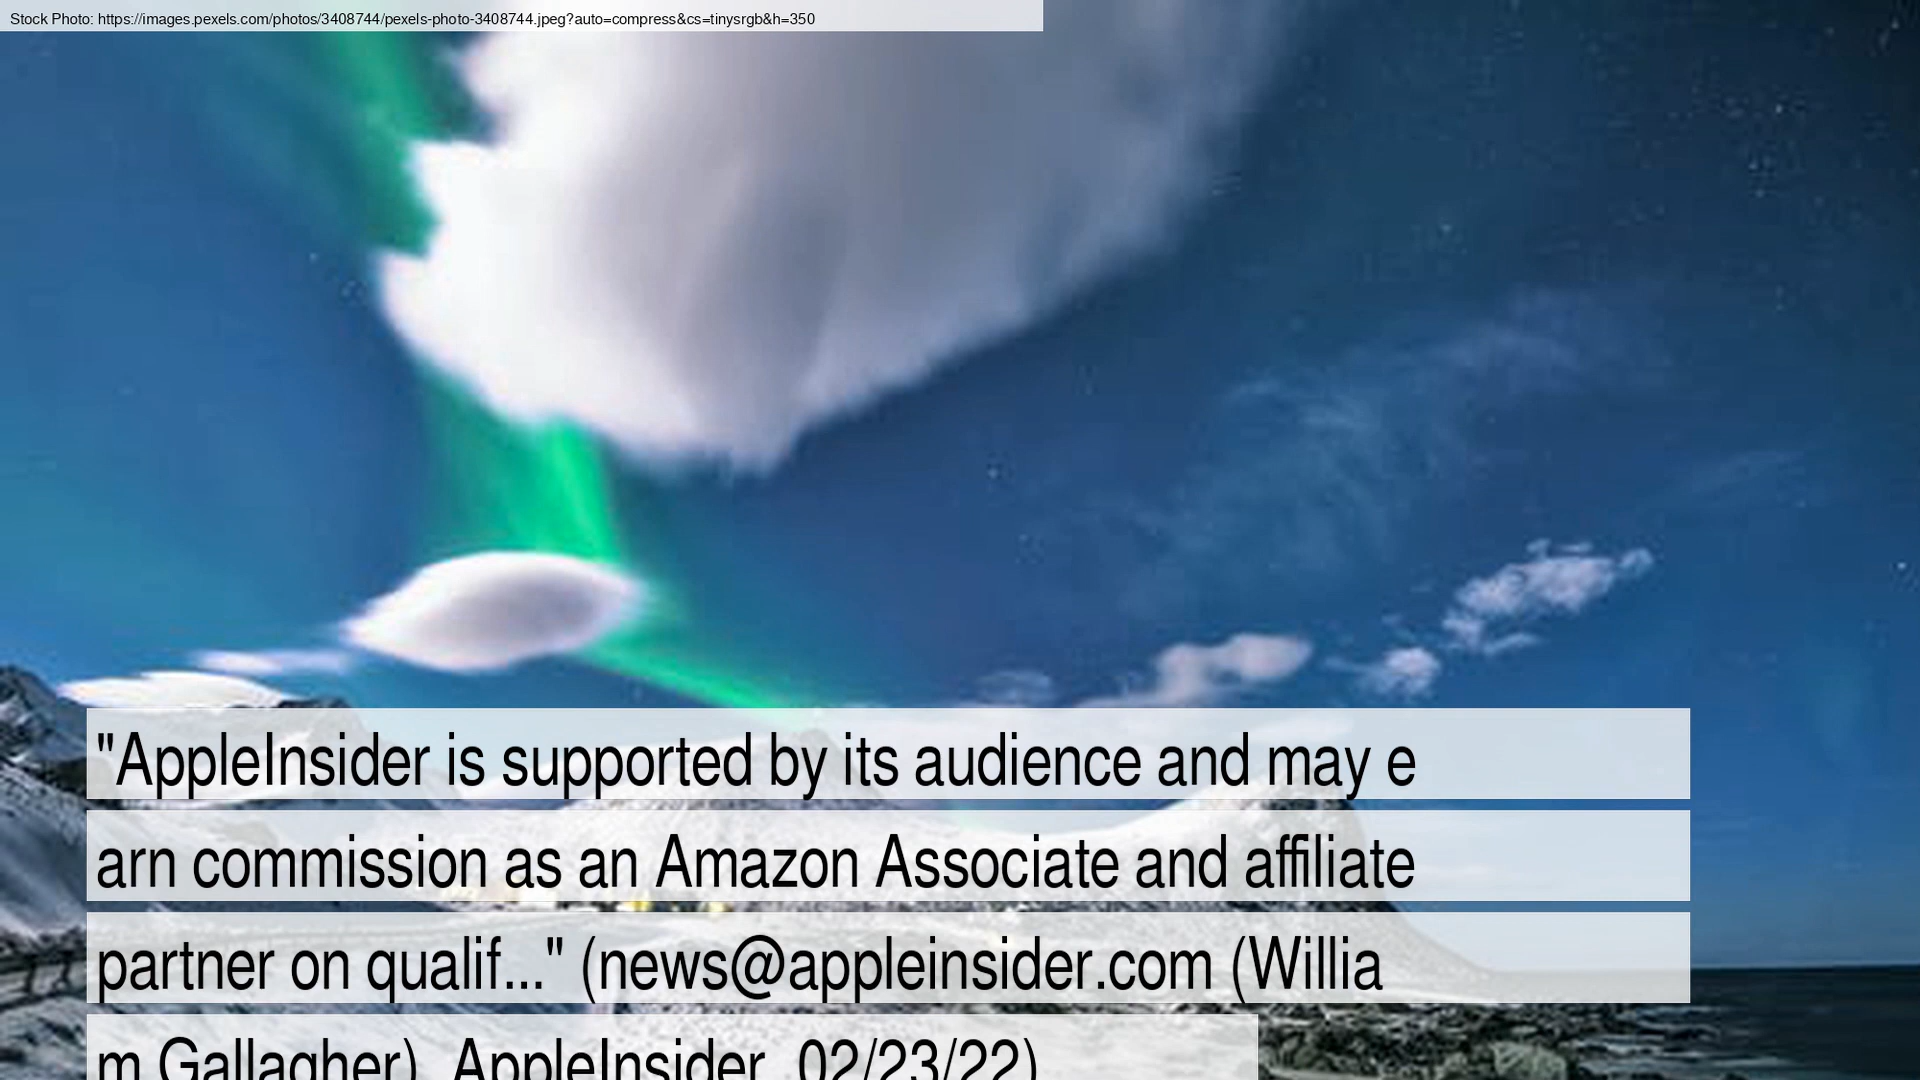 Stock Photo: https://images.pexels.com/photos/3408744/pexels-photo-3408744.jpeg?auto=compress&cs=tinysrgb&h=350
"AppleInsider is supported by its audience and may e
arn commission as an Amazon Associate and affiliate
partner on qualif..." (news@appleinsider.com (Willia
m Gallagher), AppleInsider, 02/23/22)